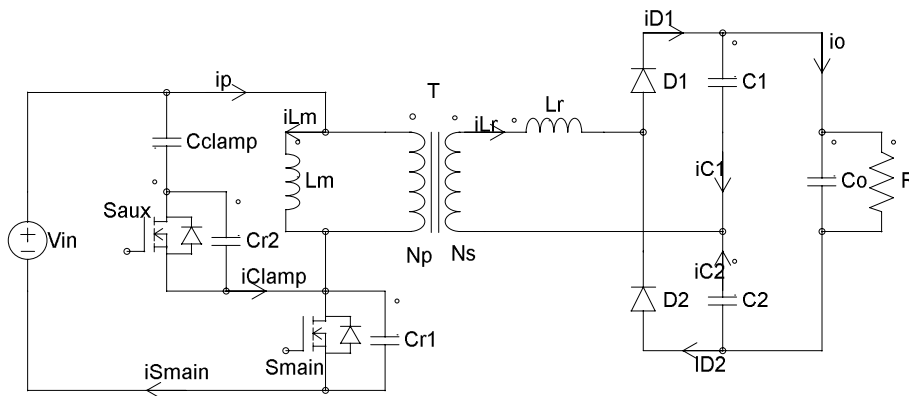 iD1
io
ip
T
D1
C1
iLm
iLr
Lr
Cclamp
Lm
iC1
Co
R
Saux
Vin
Cr2
Np
Ns
iClamp
iC2
D2
C2
Smain
Cr1
iSmain
ID2